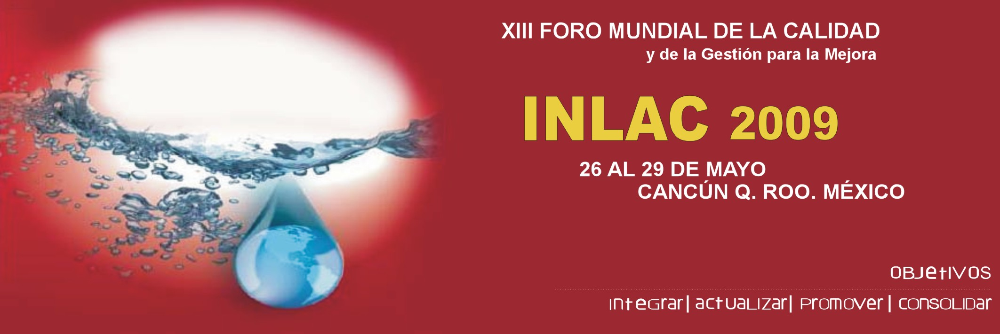 XIII FORO MUNDIAL DE LA CALIDAD
y de la Gestión para la Mejora
INLAC 2009
26 AL 29 DE MAYO
CANCÚN Q. ROO. MÉXICO
OBJetIVOS
integrar| actuaLIZar| Promover| CONSOLIDar